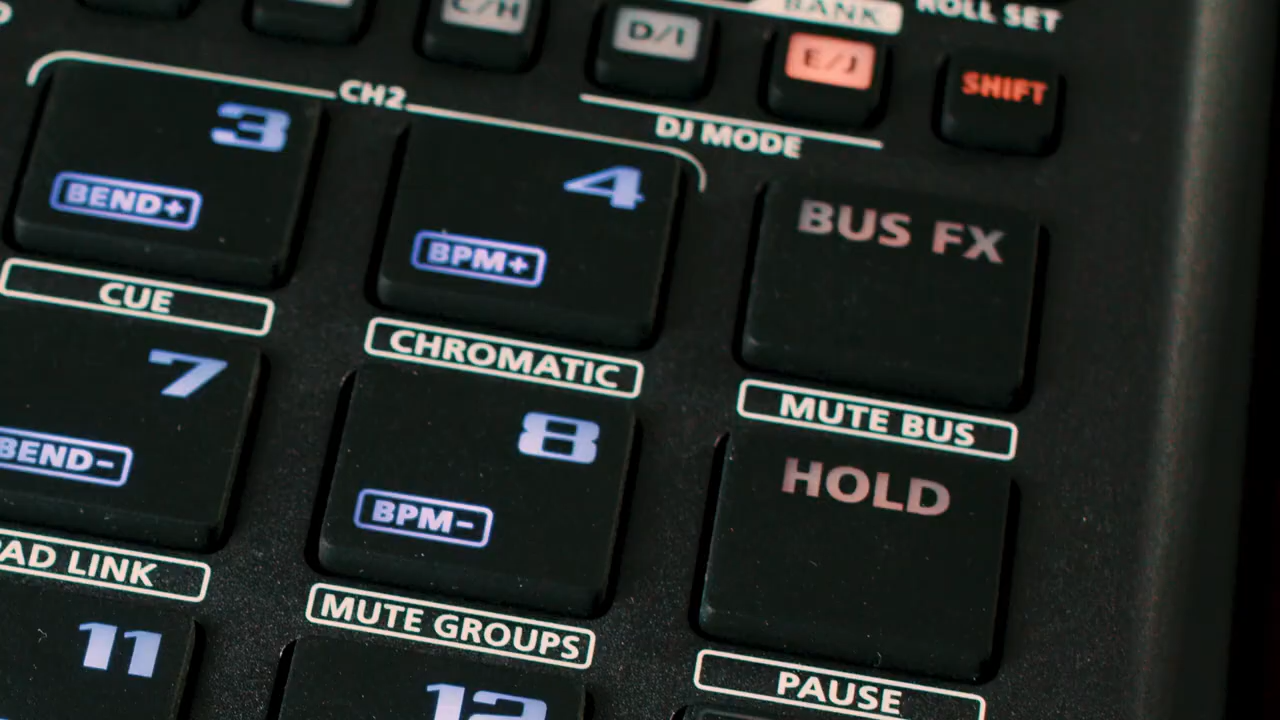 BANK
ROLL SET
C/H
D/I
E/J
SHIFT
CH2
DJ MODE
3
BEND+
4
BPM+
BUS FX
CUE
CHROMATIC
MUTE BUS
7
BEND-
8
BPM-
HOLD
PAD LINK
MUTE GROUPS
PAUSE
11
12